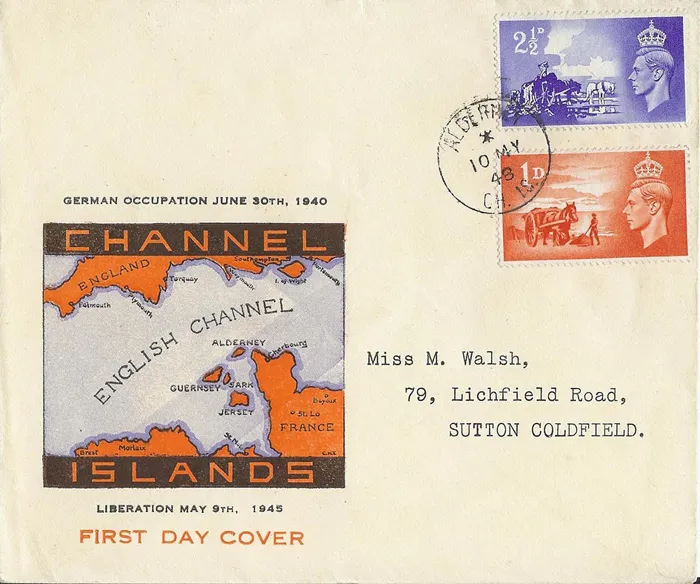 2½D
ALDERNEY
*
10 MY
48
CH. IS.
1D
GERMAN OCCUPATION JUNE 30TH, 1940
CHANNEL
ENGLAND
Southampton
Portsmouth
Torquay
Weymouth
I. of Wight
Falmouth
Plymouth
ENGLISH CHANNEL
ALDERNEY
Cherbourg
GUERNSEY
SARK
JERSEY
Bayeux
St. Lo
FRANCE
St. M
Brest
Morlaix
ISLANDS
LIBERATION MAY 9TH, 1945
FIRST DAY COVER
Miss M. Walsh,
79, Lichfield Road,
SUTTON COLDFIELD.